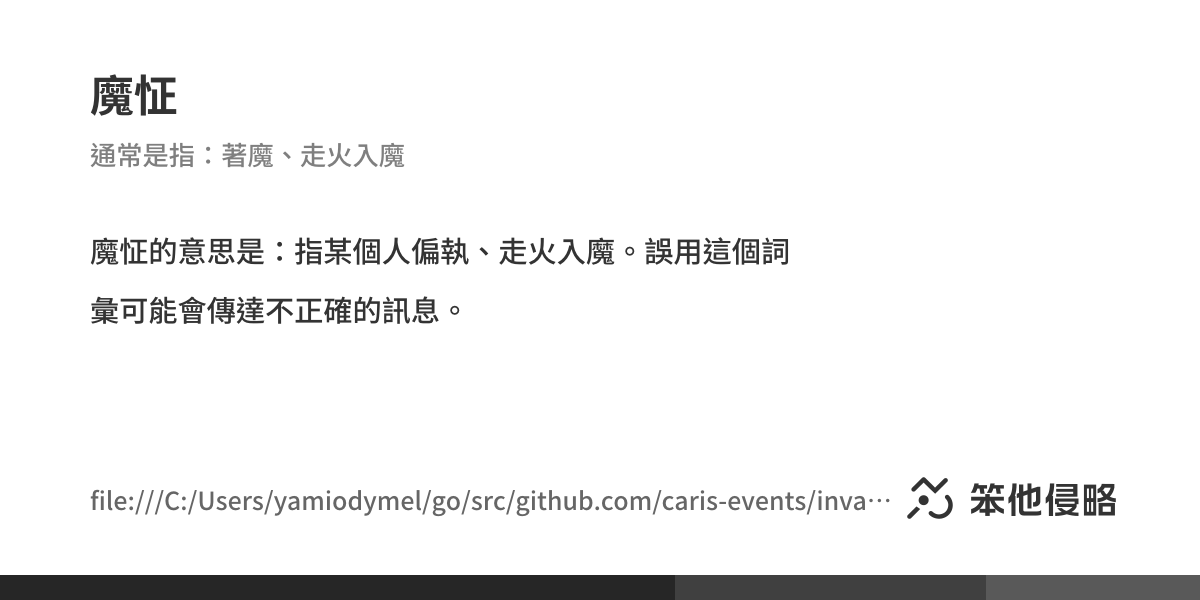 魔怔
通常是指：著魔、走火入魔
魔怔的意思是：指某個人偏執、走火入魔。誤用這個詞
彙可能會傳達不正確的訊息。
file:///C:/Users/yamiodymel/go/src/github.com/caris-events/inva…
笨他侵略